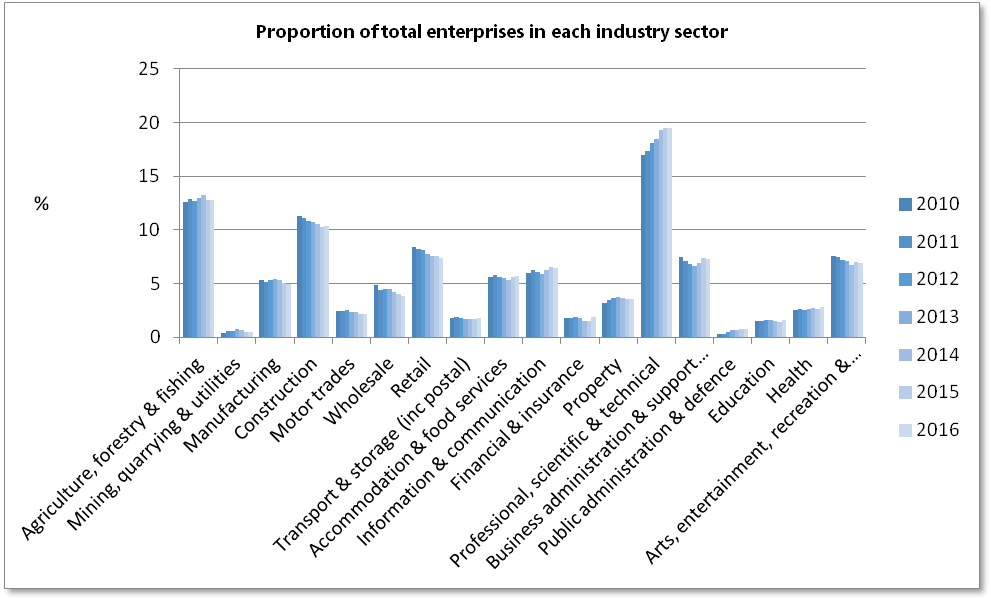 Proportion of total enterprises in each industry sector
25
20
15
10
5
0
%
Agriculture, forestry & fishing
Mining, quarrying & utilities
Manufacturing
Construction
Motor trades
Wholesale
Retail
Transport & storage (inc postal)
Accommodation & food services
Information & communication
Financial & insurance
Property
Professional, scientific & technical
Business administration & support...
Public administration & defence
Education
Health
Arts, entertainment, recreation &...
2010
2011
2012
2013
2014
2015
2016